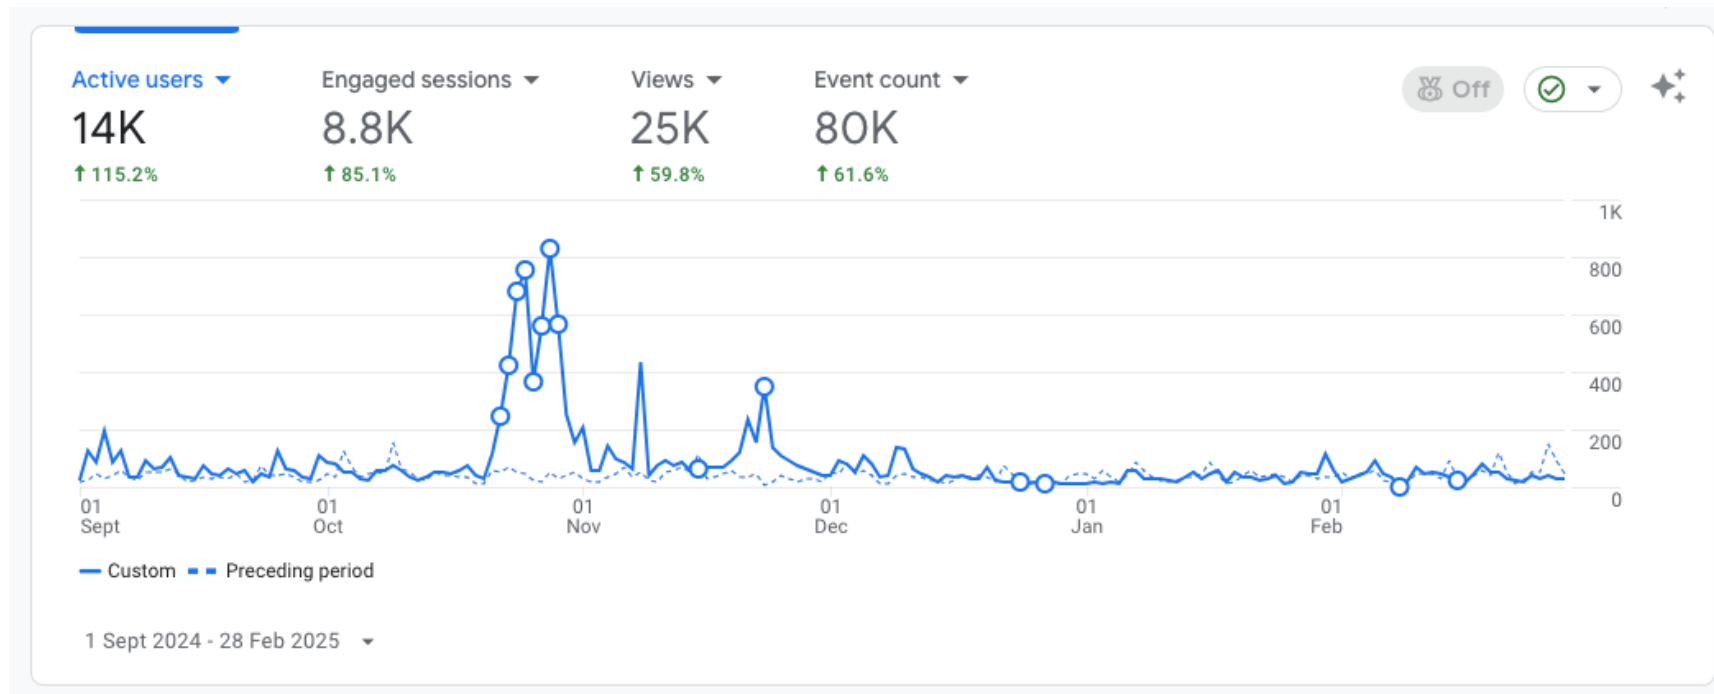 Active users Engaged sessions Views Event count
14K 8.8K 25K 80K Off
↑ 115.2% ↑ 85.1% ↑ 59.8% ↑ 61.6%
1K
800
600
400
200
0
01 01 01 01 01 01
Sept Oct Nov Dec Jan Feb
Custom Preceding period
1 Sept 2024 - 28 Feb 2025